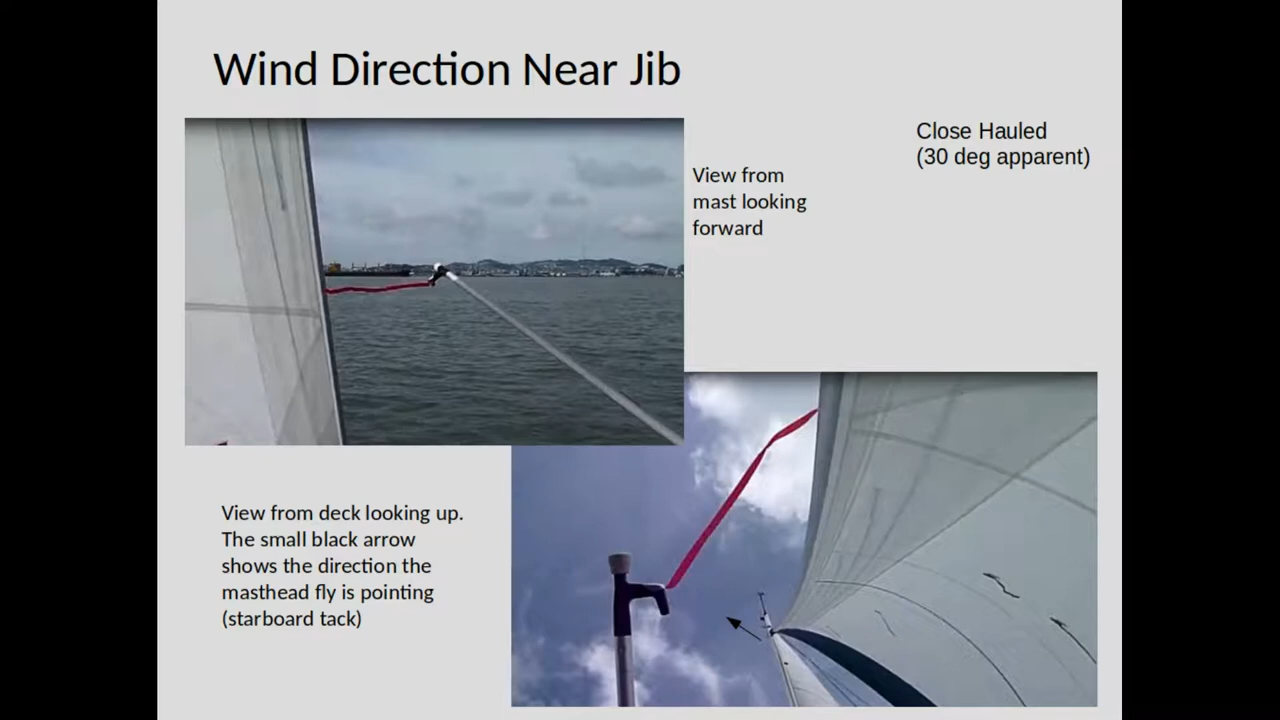 Wind Direction Near Jib
Close Hauled
(30 deg apparent)
View from
mast looking
forward
View from deck looking up.
The small black arrow
shows the direction the
masthead fly is pointing
(starboard tack)